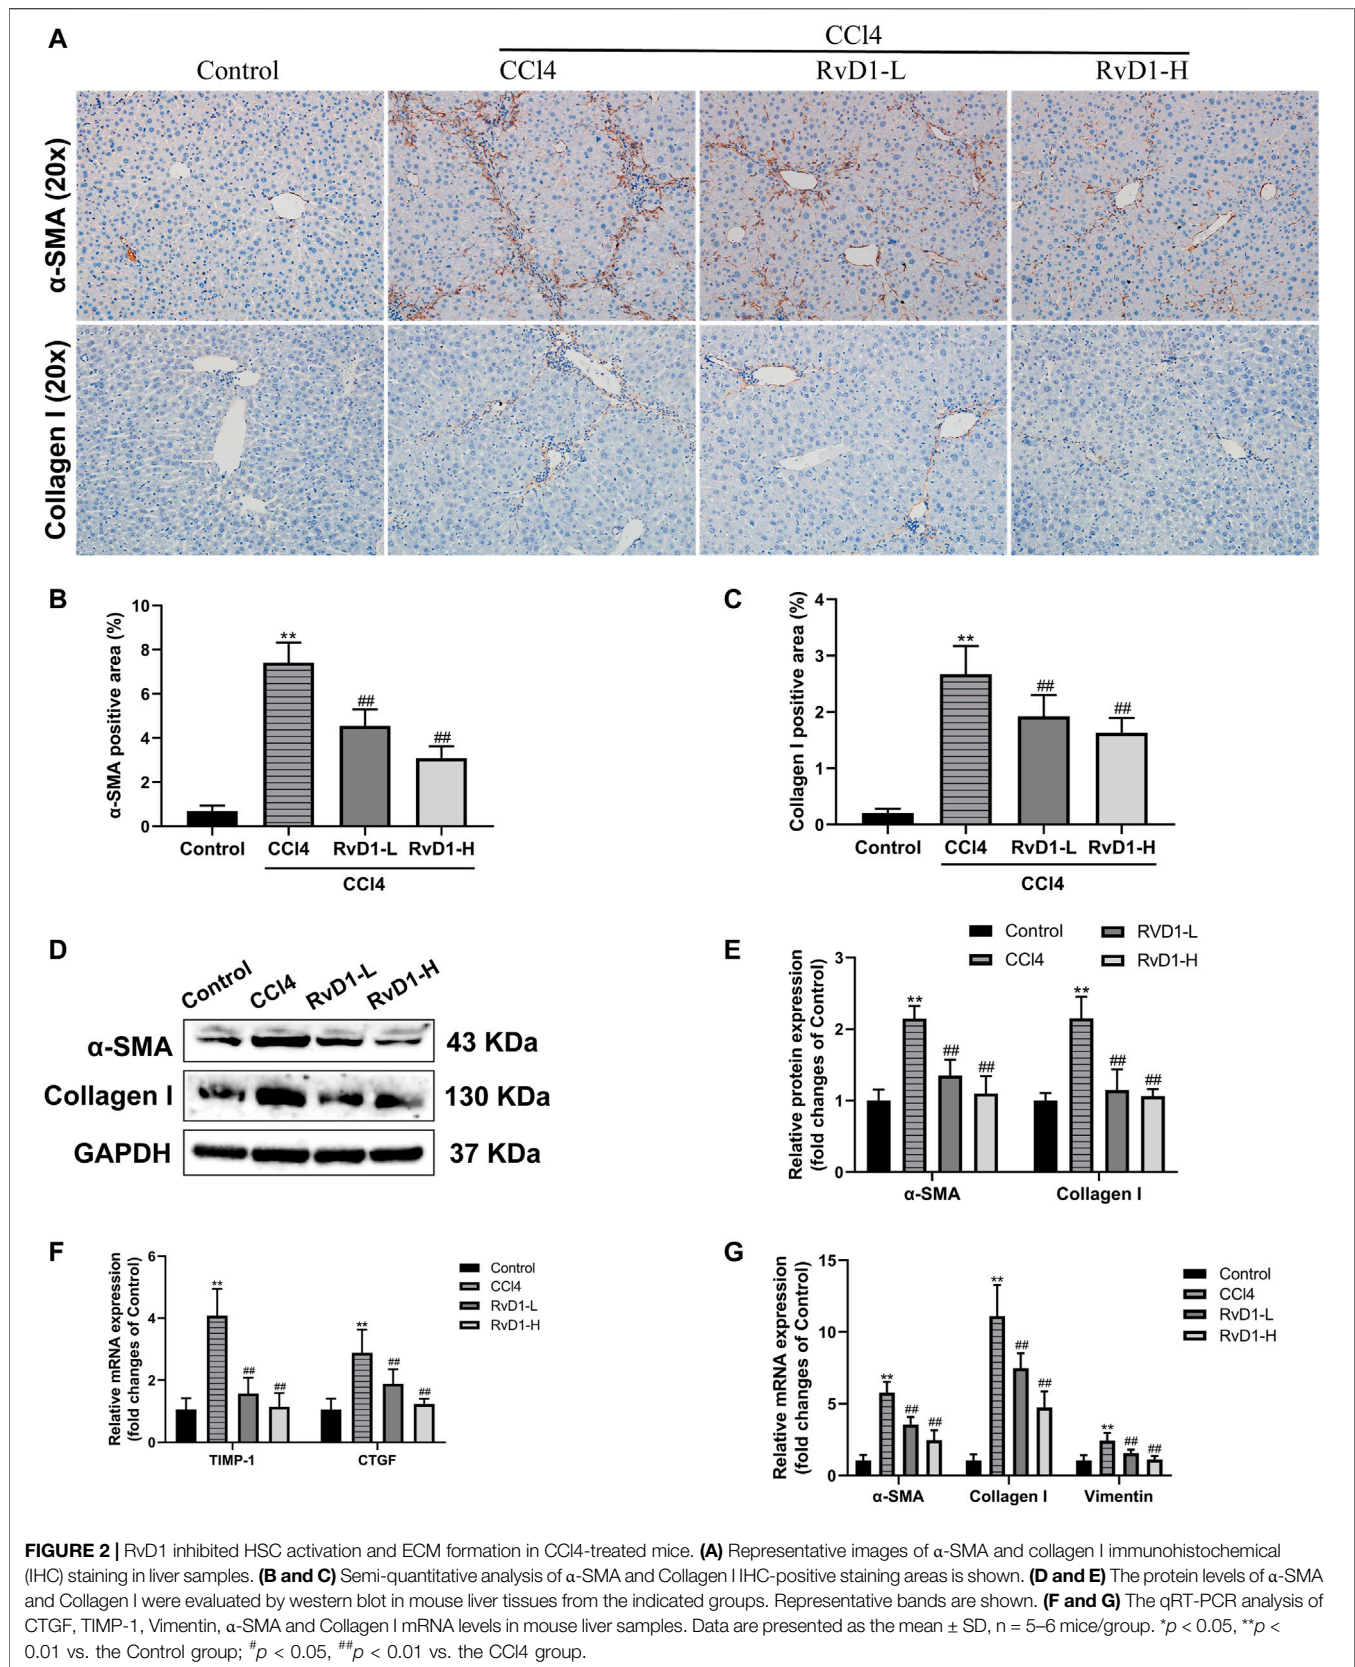 A
CCl4
Control
CCl4
RvD1-L
RvD1-H
α-SMA (20x)
Collagen I (20x)
B
α-SMA positive area (%)
10
8
6
4
2
0
**
##
##
Control
CCl4
RvD1-L
RvD1-H
CCl4
C
Collagen I positive area (%)
4
3
2
1
0
**
##
##
Control
CCl4
RvD1-L
RvD1-H
CCl4
D
Control
CCl4
RvD1-L
RvD1-H
α-SMA
43 KDa
Collagen I
130 KDa
GAPDH
37 KDa
E
Control
RVD1-L
CCl4
RvD1-H
Relative protein expression
(fold changes of Control)
3
2
1
0
**
##
##
**
##
##
α-SMA
Collagen I
F
Relative mRNA expression
(fold changes of Control)
6
4
2
0
**
##
##
**
##
##
TIMP-1
CTGF
Control
CCl4
RvD1-L
RvD1-H
G
Relative mRNA expression
(fold changes of Control)
15
10
5
0
**
##
##
**
##
##
**
##
##
α-SMA
Collagen I
Vimentin
Control
CCl4
RvD1-L
RvD1-H
FIGURE 2 | RvD1 inhibited HSC activation and ECM formation in CCl4-treated mice. (A) Representative images of α-SMA and collagen I immunohistochemical
(IHC) staining in liver samples. (B and C) Semi-quantitative analysis of α-SMA and Collagen I IHC-positive staining areas is shown. (D and E) The protein levels of α-SMA
and Collagen I were evaluated by western blot in mouse liver tissues from the indicated groups. Representative bands are shown. (F and G) The qRT-PCR analysis of
CTGF, TIMP-1, Vimentin, α-SMA and Collagen I mRNA levels in mouse liver samples. Data are presented as the mean ± SD, n = 5–6 mice/group. *p < 0.05, **p <
0.01 vs. the Control group; #p < 0.05, ##p < 0.01 vs. the CCl4 group.